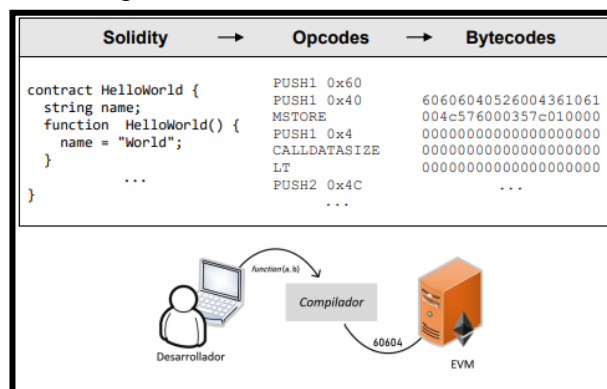 Solidity → Opcodes → Bytecodes
contract HelloWorld {
string name;
function HelloWorld() {
name = "World";
}
...
}
PUSH1 0x60
PUSH1 0x40
MSTORE
PUSH1 0x4
CALLDATASIZE
LT
PUSH2 0x4C
...
60606040526004361061
004c576000357c010000
00000000000000000000
00000000000000000000
00000000000000000000
...
function(a,b)
Compilador
60604
Desarrollador
EVM